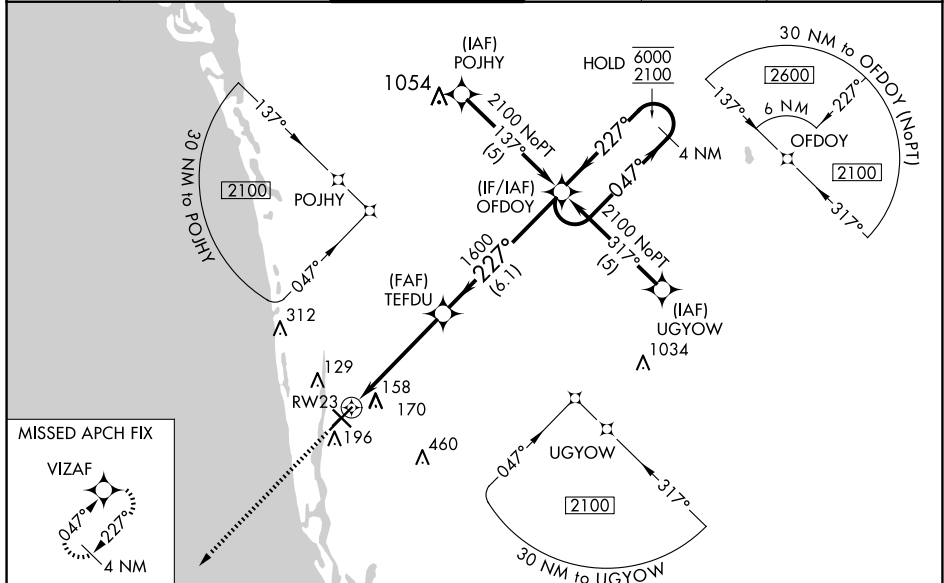 (IAF)
POJHY
1054
2100 NoPT
137°
(5)
HOLD 6000
2100
227°
047°
4 NM
30 NM to OFDOY (NoPT)
2600
137°
6 NM
227°
OFDOY
2100
317°
137°
30 NM to POJHY
2100
POJHY
047°
(IF/IAF)
OFDOY
2100 NoPT
317°
(5)
1600
227°
(6.1)
(FAF)
TEFDU
(IAF)
UGYOW
312
1034
129
158
RW23
170
196
460
MISSED APCH FIX
VIZAF
047°
227°
4 NM
UGYOW
047°
317°
2100
30 NM to UGYOW